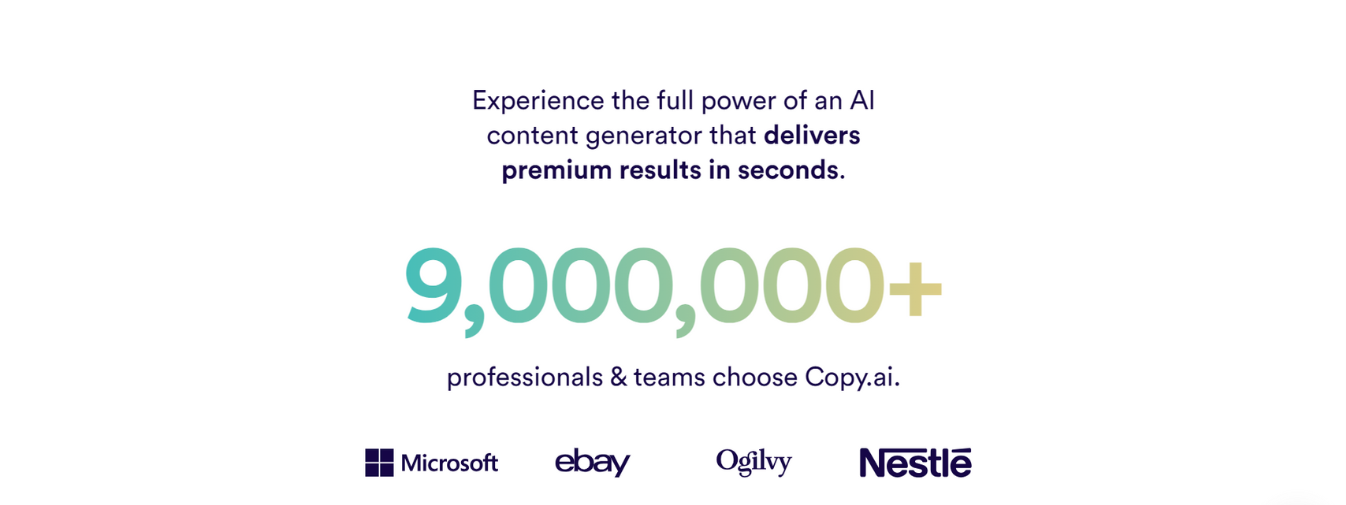 Experience the full power of an AI
content generator that delivers
premium results in seconds.
9,000,000+
professionals & teams choose Copy.ai.
Microsoft ebay Ogilvy Nestlé